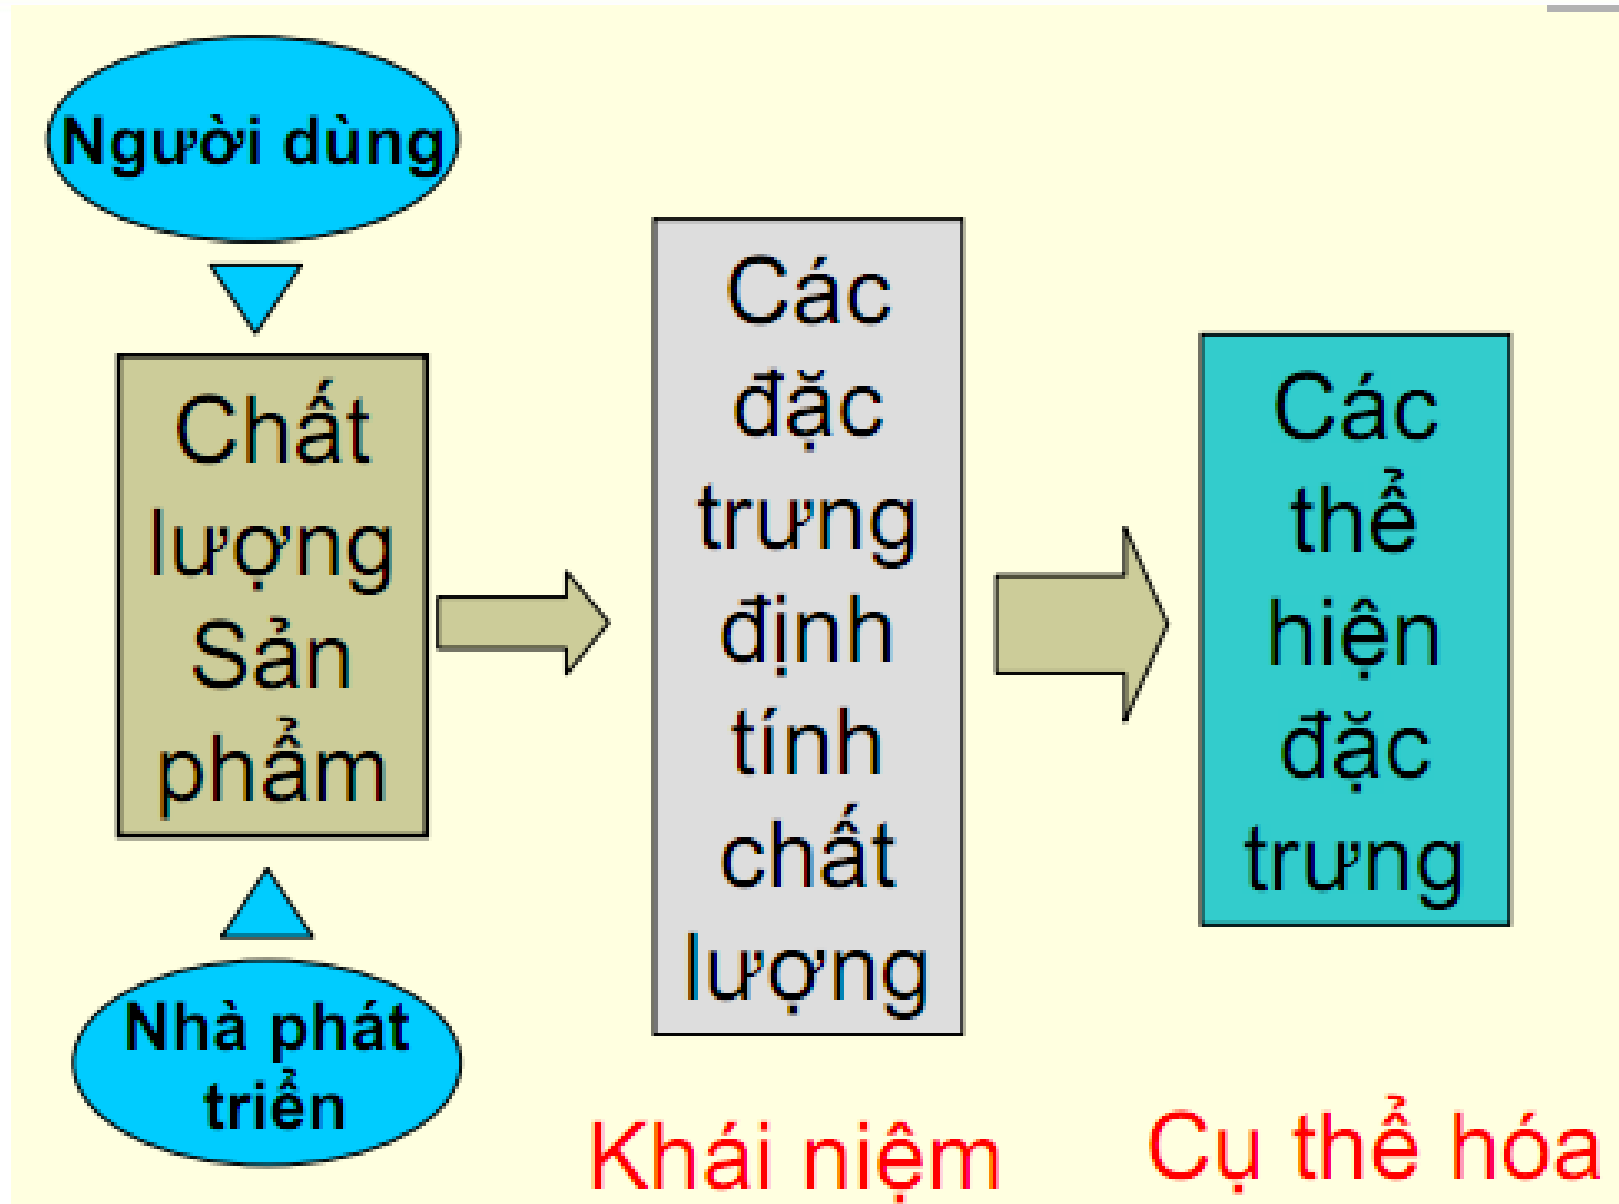 Người dùng
Chất
lượng
Sản
phẩm
Nhà phát
triển
Các
đặc
trưng
định
tính
chất
lượng
Khái niệm
Các
thể
hiện
đặc
trưng
Cụ thể hóa